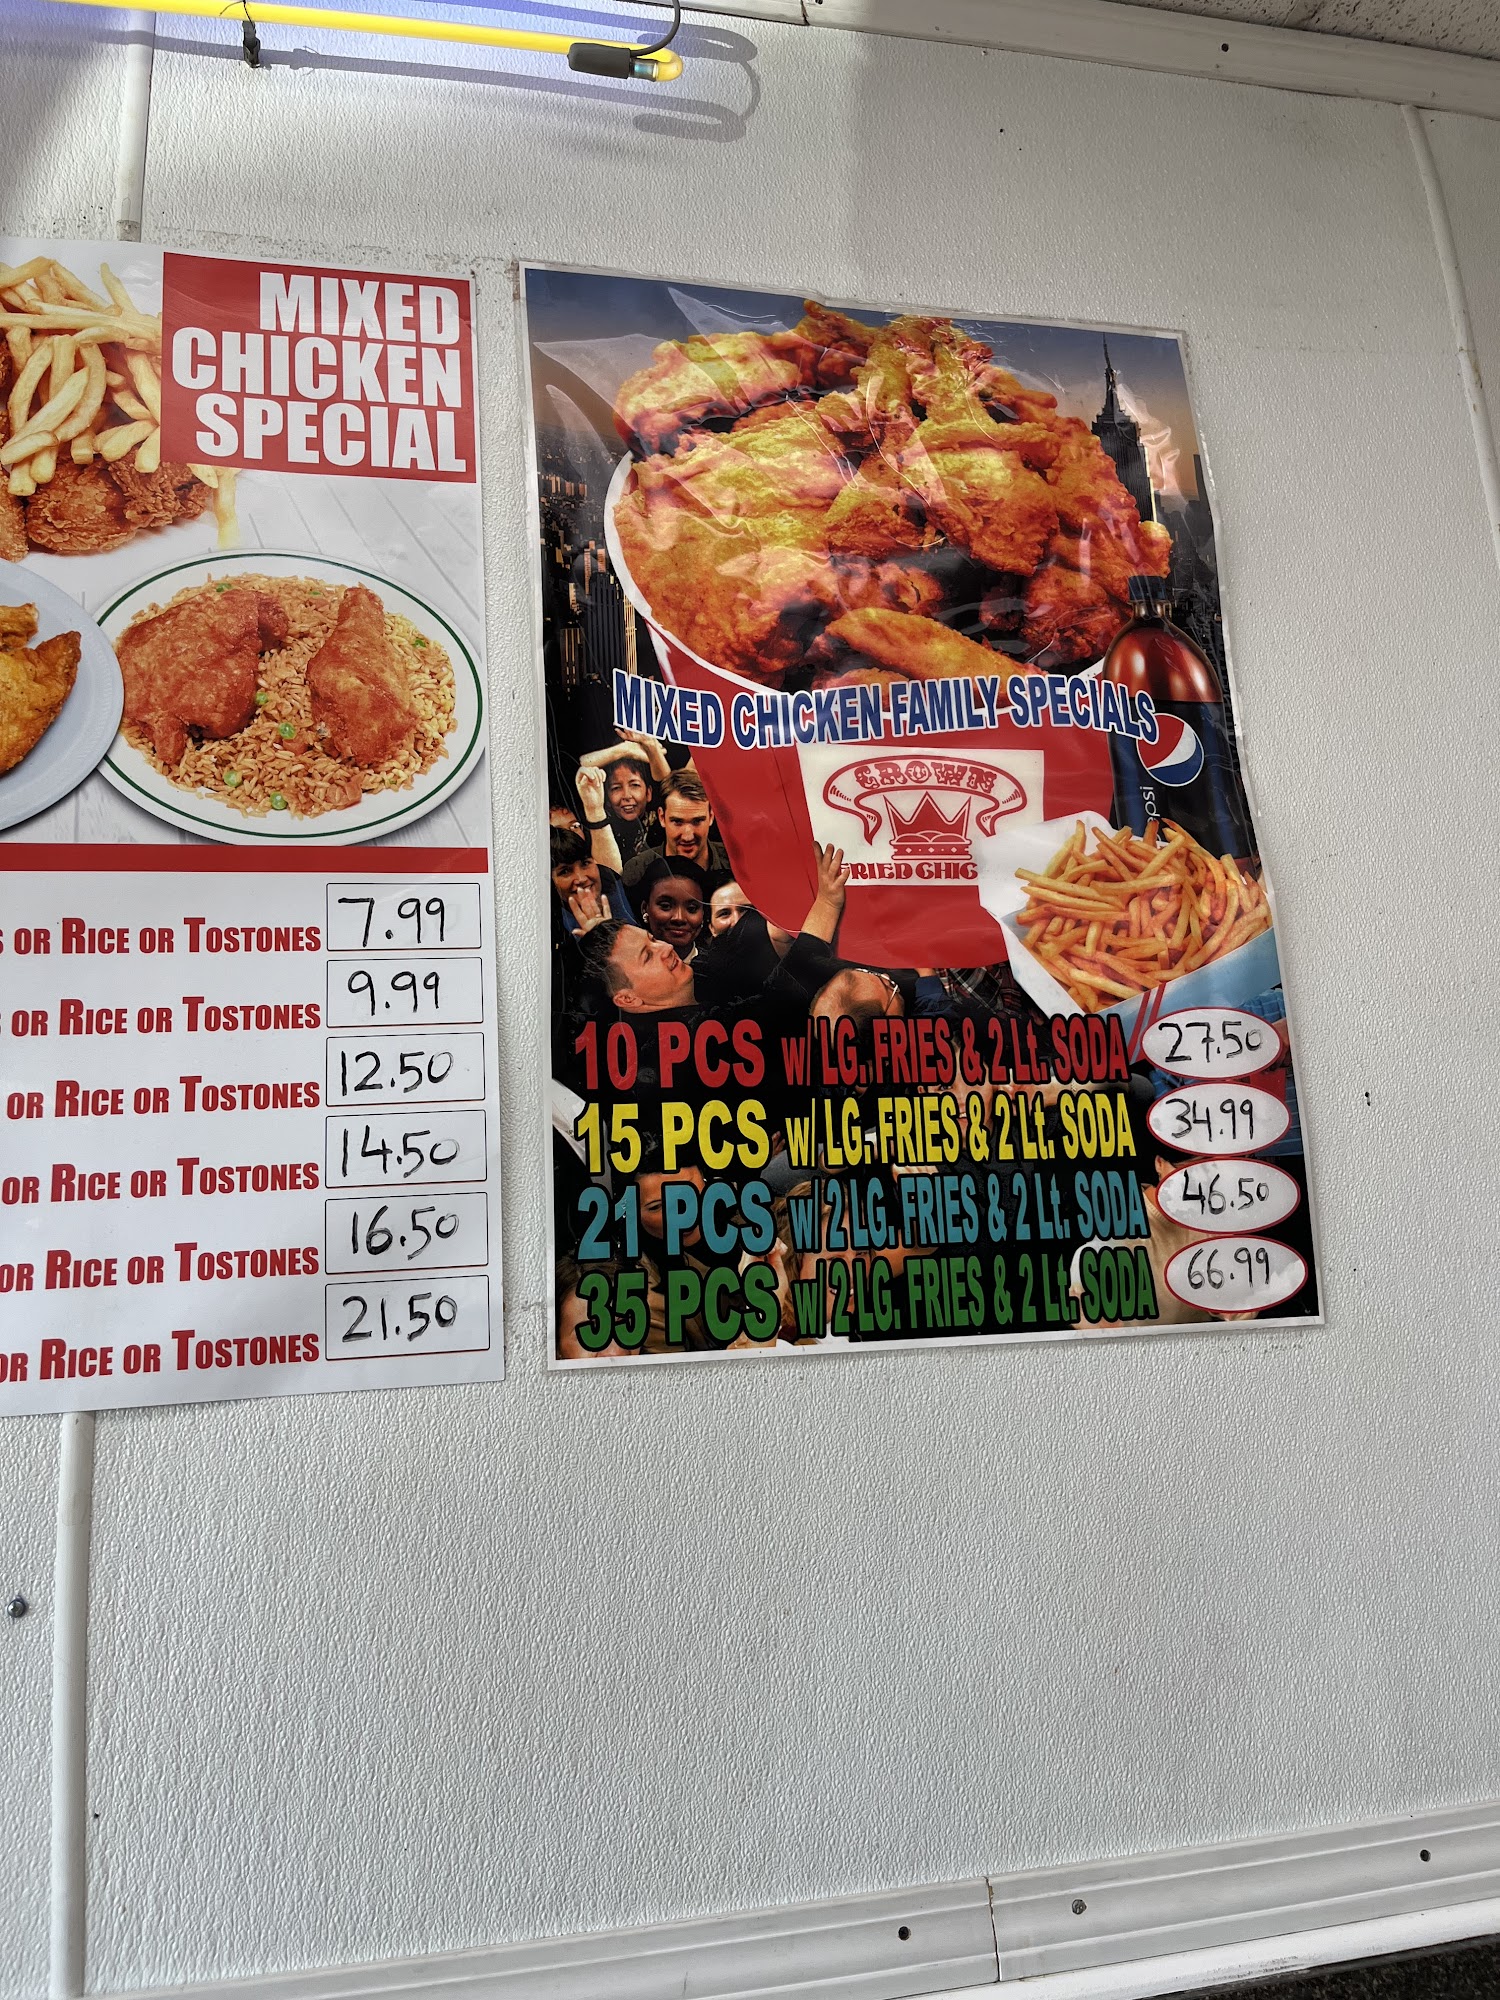 MIXED
CHICKEN
SPECIAL
OR RICE OR TOSTONES 7.99
OR RICE OR TOSTONES 9.99
OR RICE OR TOSTONES 12.50
OR RICE OR TOSTONES 14.50
OR RICE OR TOSTONES 16.50
OR RICE OR TOSTONES 21.50
MIXED CHICKEN FAMILY SPECIALS
CROWN
FRIED CHIC
epsi
10 PCS w/ LG. FRIES & 2 Lt. SODA 27.50
15 PCS w/ LG. FRIES & 2 Lt. SODA 34.99
21 PCS w/ 2 LG. FRIES & 2 Lt. SODA 46.50
35 PCS w/ 2 LG. FRIES & 2 Lt. SODA 66.99